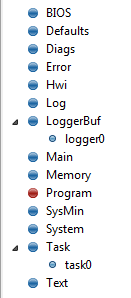 BIOS
Defaults
Diags
Error
Hwi
Log
LoggerBuf
logger0
Main
Memory
Program
SysMin
System
Task
task0
Text